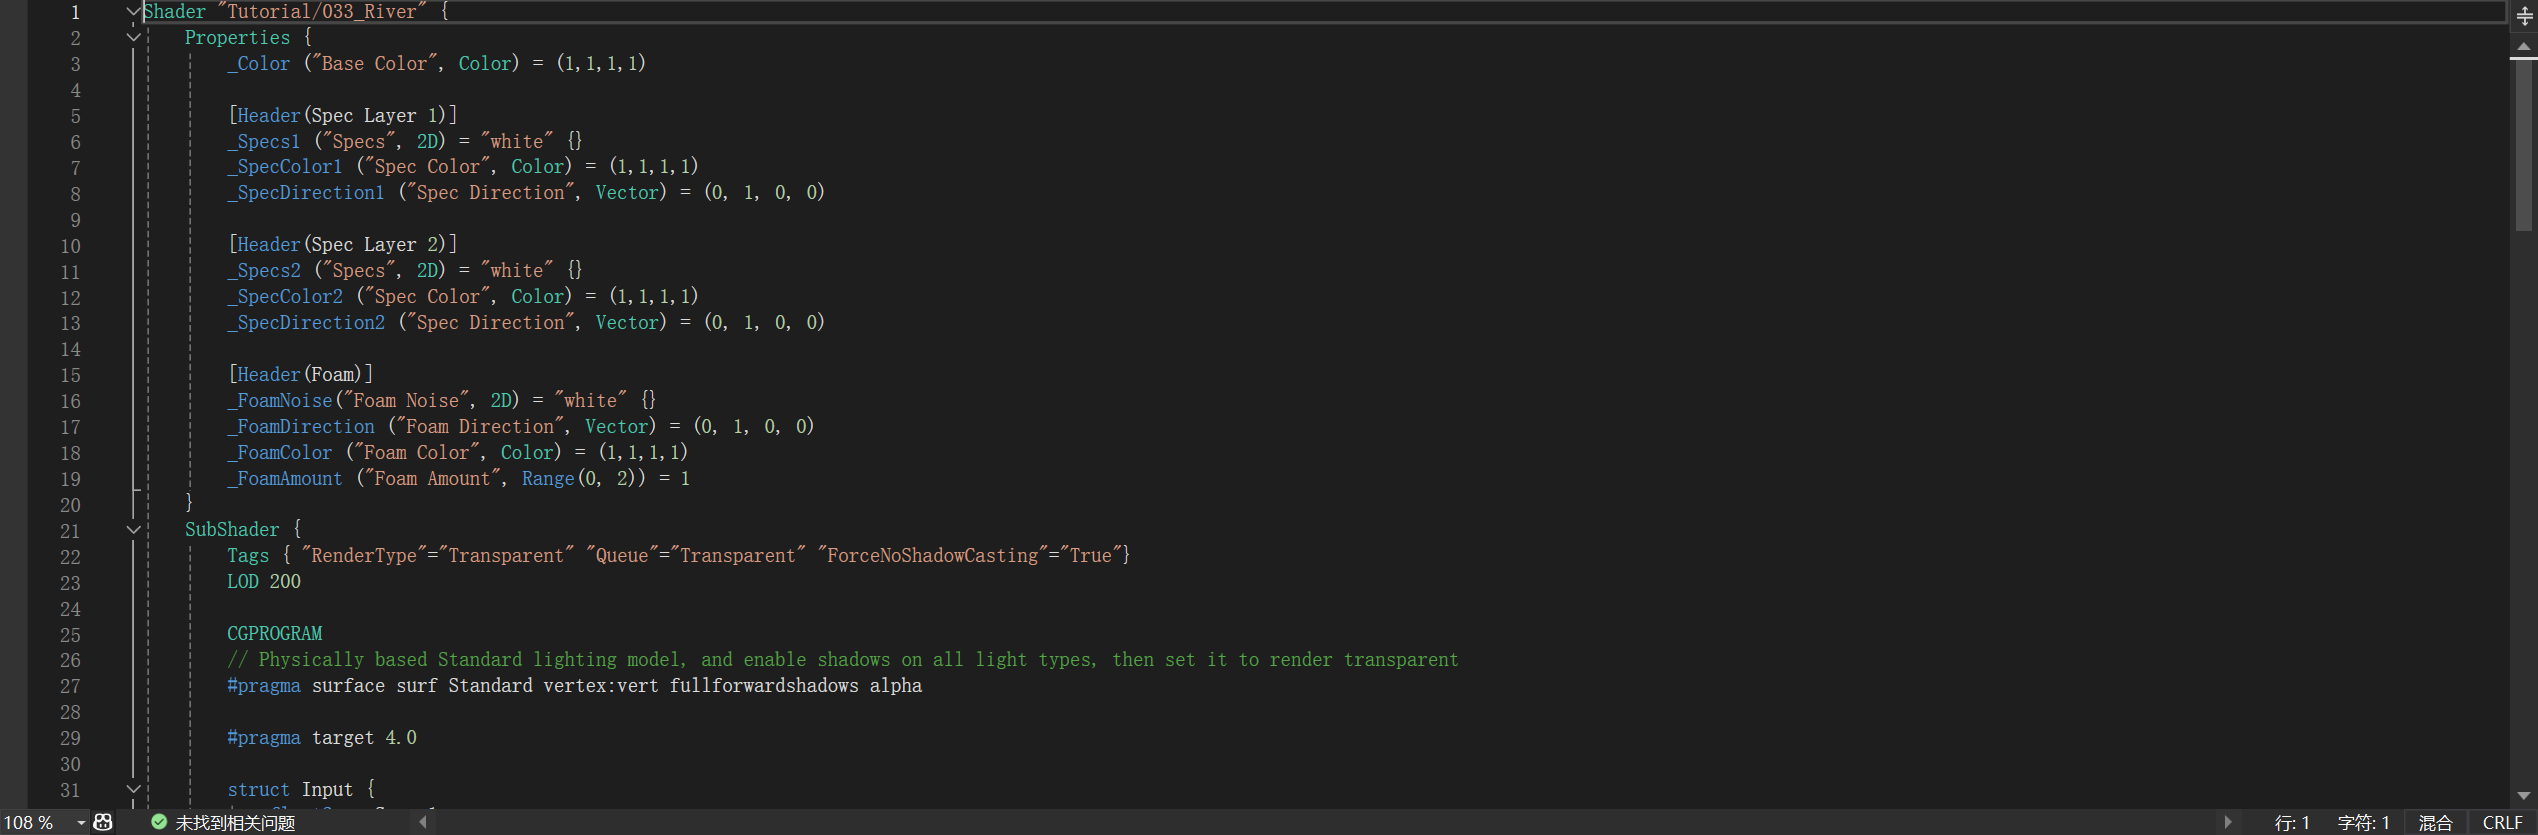 1 Shader "Tutorial/033_River" {
2 Properties {
3 _Color ("Base Color", Color) = (1,1,1,1)
4
5 [Header(Spec Layer 1)]
6 _Specs1 ("Specs", 2D) = "white" {}
7 _SpecColor1 ("Spec Color", Color) = (1,1,1,1)
8 _SpecDirection1 ("Spec Direction", Vector) = (0, 1, 0, 0)
9
10 [Header(Spec Layer 2)]
11 _Specs2 ("Specs", 2D) = "white" {}
12 _SpecColor2 ("Spec Color", Color) = (1,1,1,1)
13 _SpecDirection2 ("Spec Direction", Vector) = (0, 1, 0, 0)
14
15 [Header(Foam)]
16 _FoamNoise("Foam Noise", 2D) = "white" {}
17 _FoamDirection ("Foam Direction", Vector) = (0, 1, 0, 0)
18 _FoamColor ("Foam Color", Color) = (1,1,1,1)
19 _FoamAmount ("Foam Amount", Range(0, 2)) = 1
20 }
21 SubShader {
22 Tags { "RenderType"="Transparent" "Queue"="Transparent" "ForceNoShadowCasting"="True"}
23 LOD 200
24
25 CGPROGRAM
26 // Physically based Standard lighting model, and enable shadows on all light types, then set it to render transparent
27 #pragma surface surf Standard vertex:vert fullforwardshadows alpha
28
29 #pragma target 4.0
30
31 struct Input {
108 % 未找到相关问题 行: 1 字符: 1 混合 CRLF